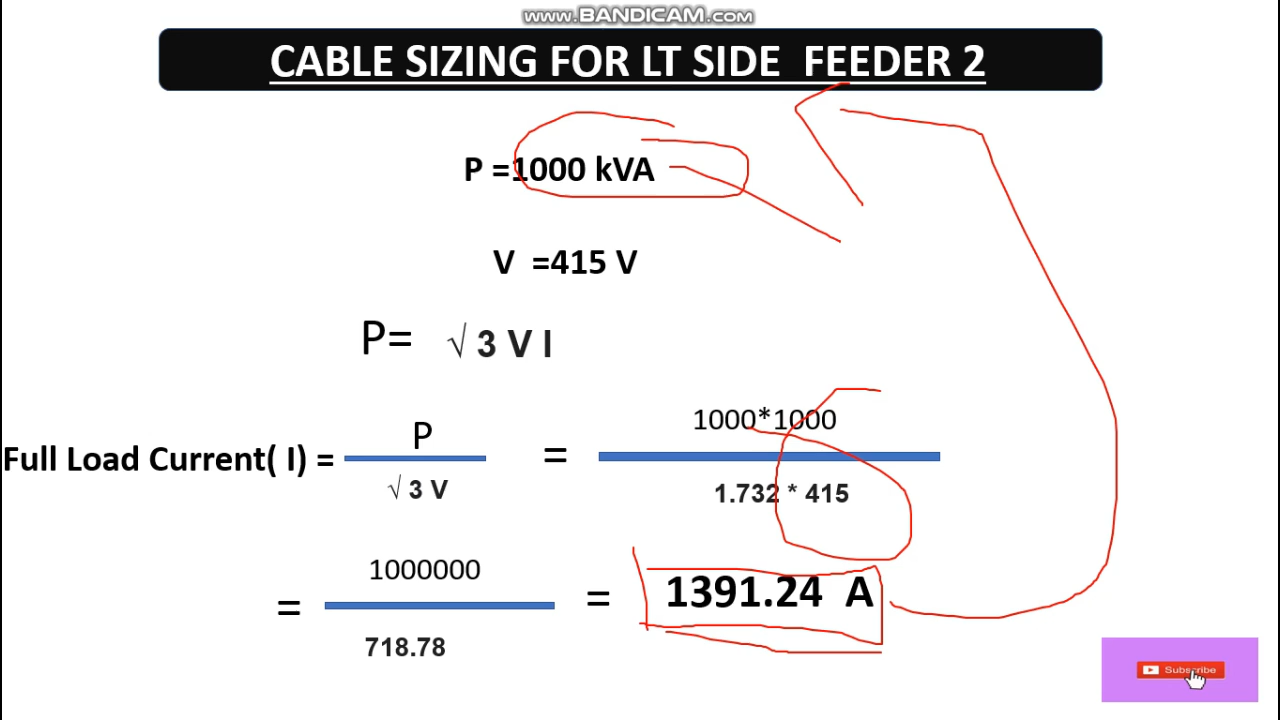 WWW.BANDICAM.COM
CABLE SIZING FOR LT SIDE FEEDER 2
P =1000 kVA
V =415 V
P= √ 3 V I
Full Load Current( I) = P / √ 3 V = 1000*1000 / 1.732 * 415
= 1000000 / 718.78 = 1391.24 A
Subscribe